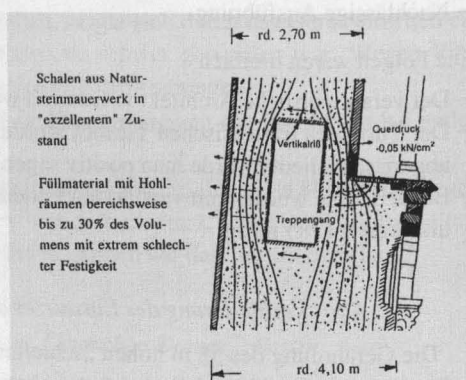 rd. 2,70 m
Schalen aus Natur-
steinmauerwerk in
"exzellentem" Zu-
stand
Füllmaterial mit Hohl-
räumen bereichsweise
bis zu 30% des Volu-
mens mit extrem schlech-
ter Festigkeit
Vertikalriß
Querdruck
-0,05 kN/cm²
Treppengang
rd. 4,10 m